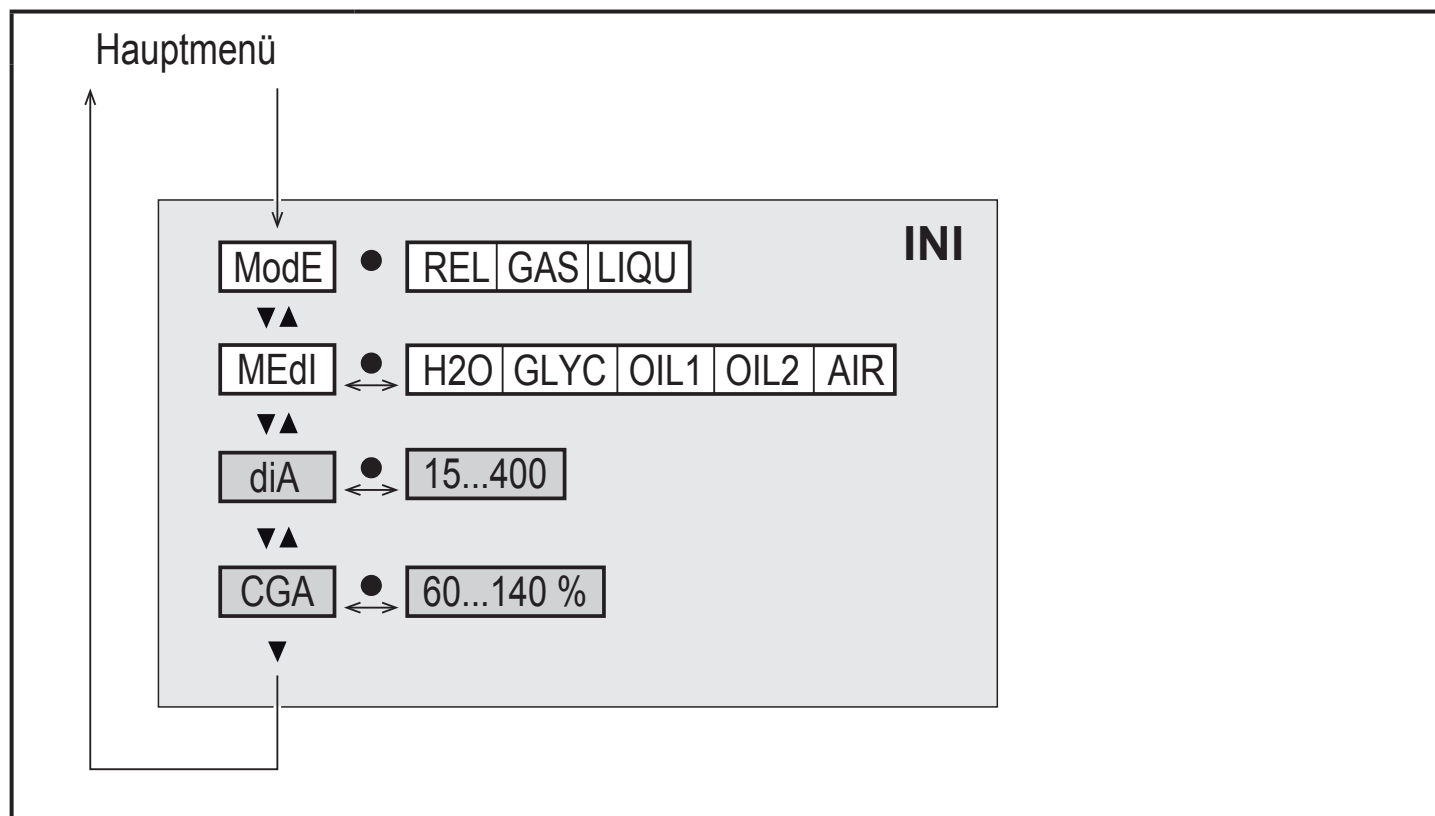 Hauptmenü
INI
ModE ● REL GAS LIQU
▼▲
MEdI ● H2O GLYC OIL1 OIL2 AIR
▼▲
diA ● 15...400
▼▲
CGA ● 60...140 %
▼